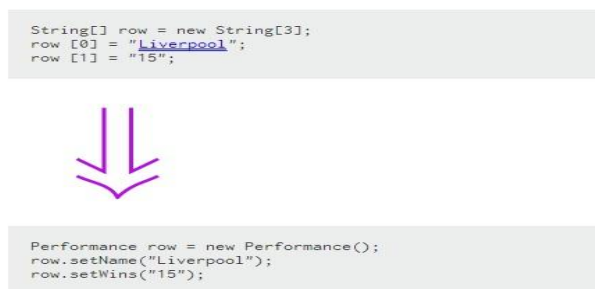 String[] row = new String[3];
row [0] = "Liverpool";
row [1] = "15";
Performance row = new Performance();
row.setName("Liverpool");
row.setWins("15");